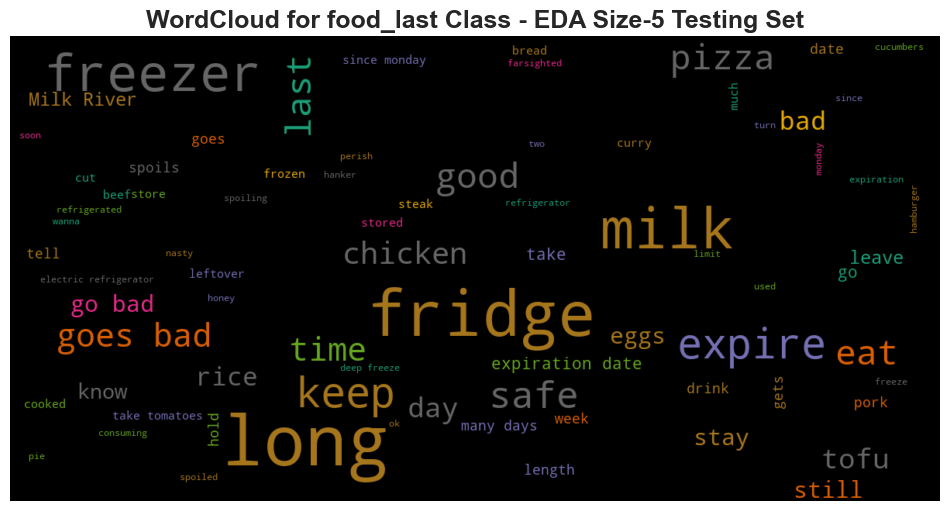 WordCloud for food_last Class - EDA Size-5 Testing Set
freezer
last
since monday
bread
farsighted
pizza
date
cucumbers
Milk River
much
since
bad
turn
soon
goes
two
curry
monday
perish
spoils
good
cut
frozen
hanker
expiration
beef
store
spoiling
steak
refrigerator
hamburger
refrigerated
wanna
stored
milk
tell
nasty
chicken
take
limit
leave
go
leftover
electric refrigerator
used
honey
go bad
fridge
goes bad
time
eggs
expire
eat
expiration date
deep freeze
rice
know
keep
safe
drink
gets
freeze
cooked
take tomatoes
hold
day
week
pork
many days
ok
consuming
long
stay
pie
length
tofu
spoiled
still